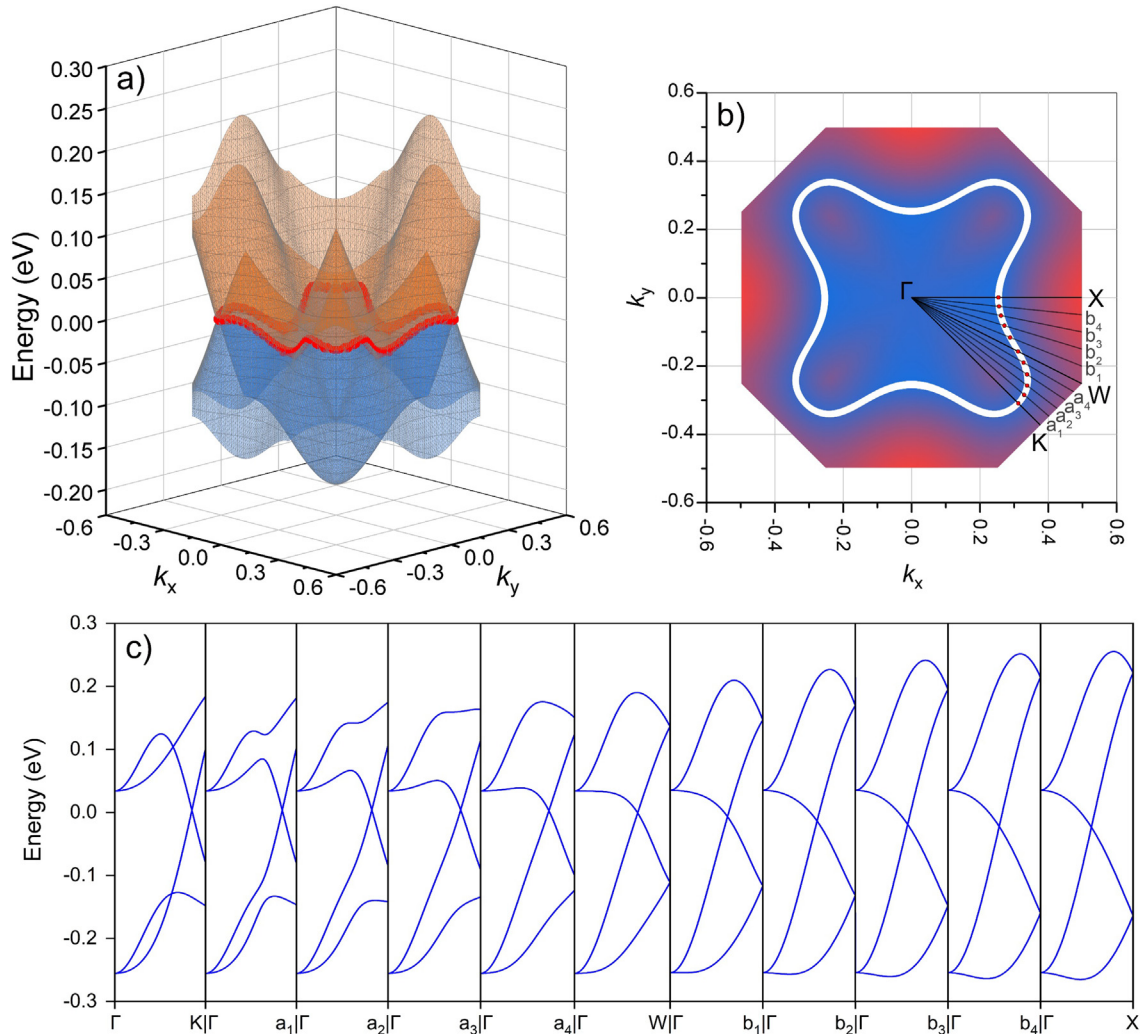 a)
0.30
0.25
0.20
0.15
0.10
0.05
0.00
-0.05
-0.10
-0.15
-0.20
Energy (eV)
-0.6
-0.3
0.0
0.3
0.6
kx
-0.6
-0.3
0.0
0.3
0.6
ky
b)
0.6
0.4
0.2
0.0
-0.2
-0.4
-0.6
ky
Γ
X
b4
b3
b2
b1
W
a4
a3
a2
a1
K
-0.6
-0.4
-0.2
0.0
0.2
0.4
0.6
kx
c)
0.3
0.2
0.1
0.0
-0.1
-0.2
-0.3
Energy (eV)
Γ K|Γ a1|Γ a2|Γ a3|Γ a4|Γ W|Γ b1|Γ b2|Γ b3|Γ b4|Γ X